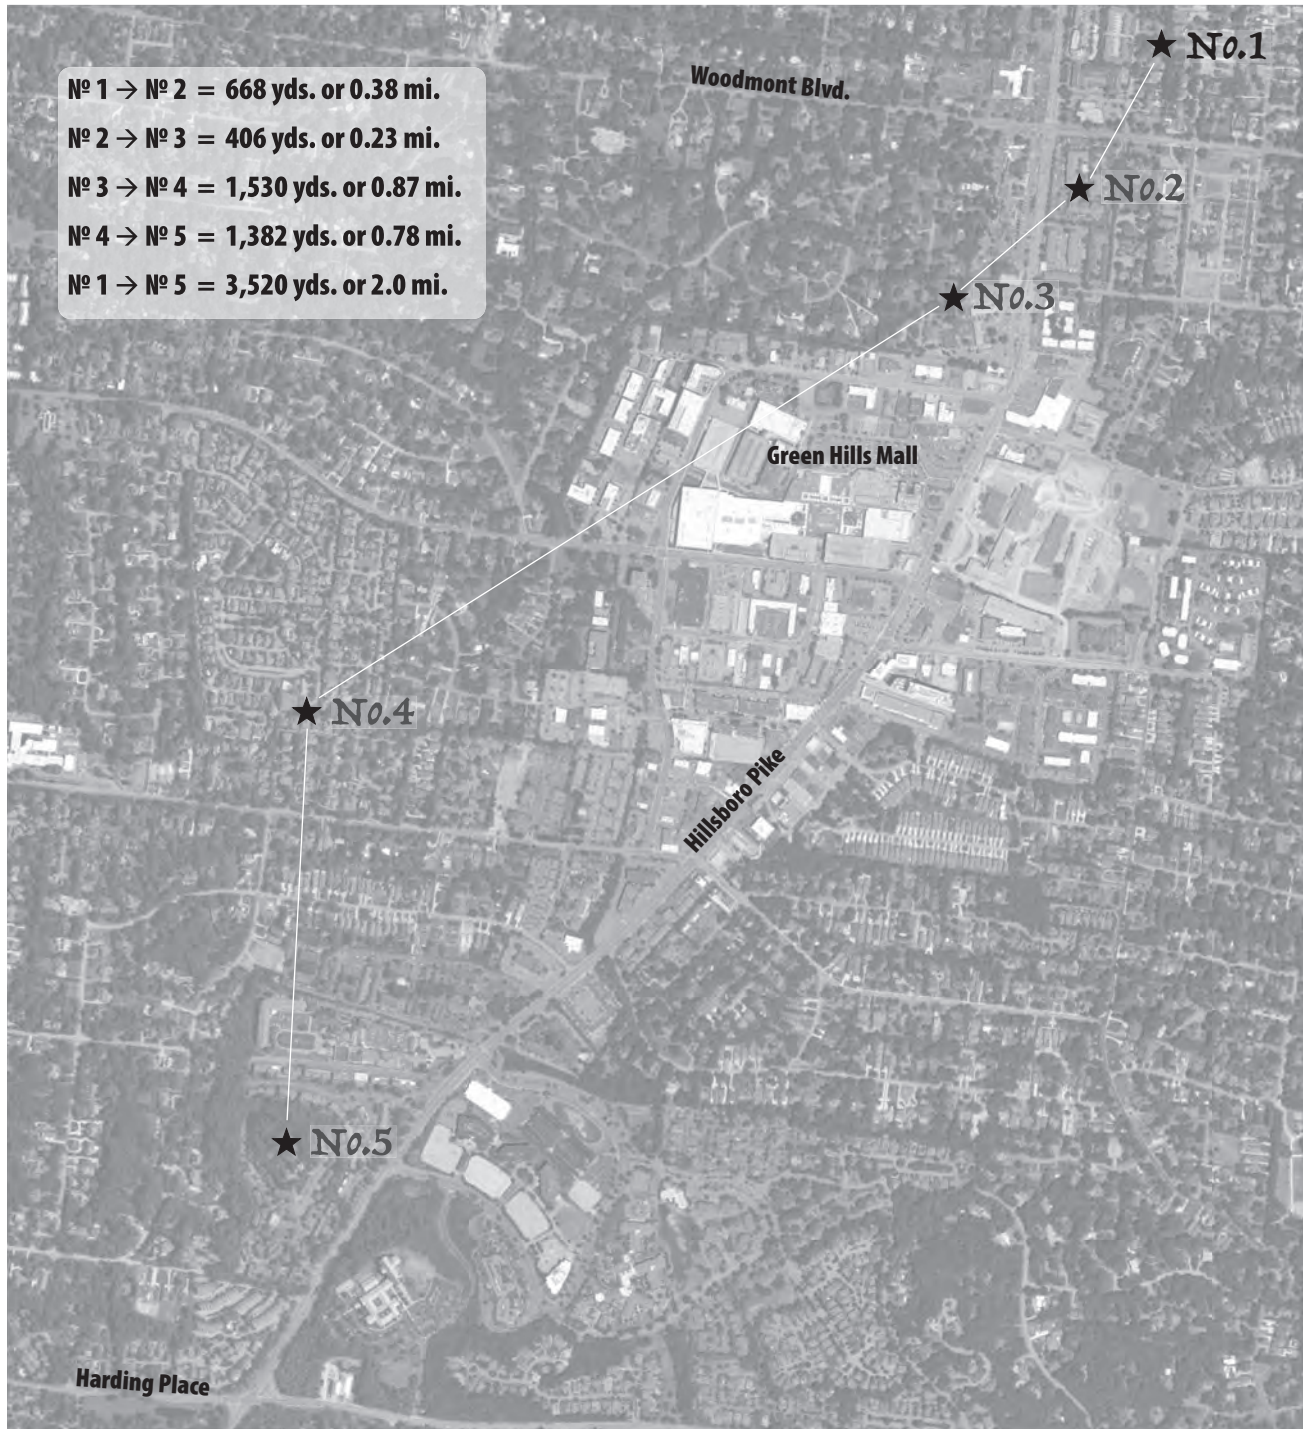 No.1
Woodmont Blvd.
№ 1 → № 2 = 668 yds. or 0.38 mi.
№ 2 → № 3 = 406 yds. or 0.23 mi.
№ 3 → № 4 = 1,530 yds. or 0.87 mi.
№ 4 → № 5 = 1,382 yds. or 0.78 mi.
№ 1 → № 5 = 3,520 yds. or 2.0 mi.
No.2
No.3
Green Hills Mall
No.4
Hillsboro Pike
No.5
Harding Place